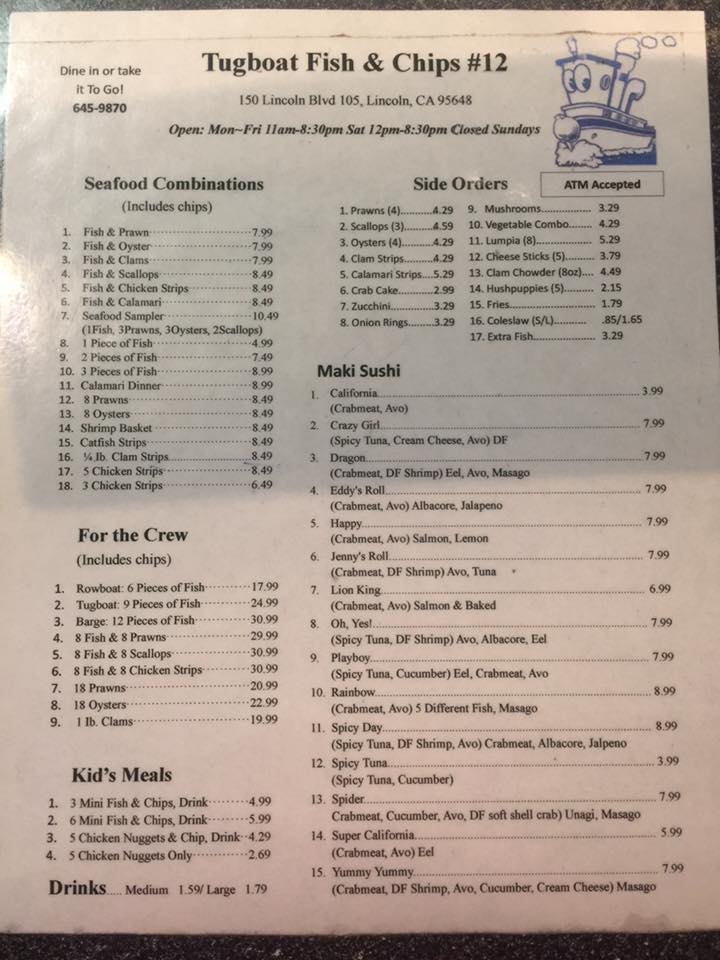 Dine in or take
it To Go!
645-9870
Tugboat Fish & Chips #12
150 Lincoln Blvd 105, Lincoln, CA 95648
Open: Mon~Fri 11am-8:30pm Sat 12pm-8:30pm Closed Sundays
ATM Accepted
Seafood Combinations
(Includes chips)
1. Fish & Prawn 7.99
2. Fish & Oyster 7.99
3. Fish & Clams 7.99
4. Fish & Scallops 8.49
5. Fish & Chicken Strips 8.49
6. Fish & Calamari 8.49
7. Seafood Sampler 10.49
(1Fish, 3Prawns, 3Oysters, 2Scallops)
8. 1 Piece of Fish 4.99
9. 2 Pieces of Fish 7.49
10. 3 Pieces of Fish 8.99
11. Calamari Dinner 8.99
12. 8 Prawns 8.49
13. 8 Oysters 8.49
14. Shrimp Basket 8.49
15. Catfish Strips 8.49
16. ¼ lb. Clam Strips 8.49
17. 5 Chicken Strips 8.49
18. 3 Chicken Strips 6.49
For the Crew
(Includes chips)
1. Rowboat: 6 Pieces of Fish 17.99
2. Tugboat: 9 Pieces of Fish 24.99
3. Barge: 12 Pieces of Fish 30.99
4. 8 Fish & 8 Prawns 29.99
5. 8 Fish & 8 Scallops 30.99
6. 8 Fish & 8 Chicken Strips 30.99
7. 18 Prawns 20.99
8. 18 Oysters 22.99
9. 1 lb. Clams 19.99
Kid's Meals
1. 3 Mini Fish & Chips, Drink 4.99
2. 6 Mini Fish & Chips, Drink 5.99
3. 5 Chicken Nuggets & Chip, Drink 4.29
4. 5 Chicken Nuggets Only 2.69
Drinks..... Medium 1.59/ Large 1.79
Side Orders
1. Prawns (4) 4.29
2. Scallops (3) 4.59
3. Oysters (4) 4.29
4. Clam Strips 4.29
5. Calamari Strips 5.29
6. Crab Cake 2.99
7. Zucchini 3.29
8. Onion Rings 3.29
9. Mushrooms 3.29
10. Vegetable Combo 4.29
11. Lumpia (8) 5.29
12. Cheese Sticks (5) 3.79
13. Clam Chowder (8oz) 4.49
14. Hushpuppies (5) 2.15
15. Fries 1.79
16. Coleslaw (S/L) .85/1.65
17. Extra Fish 3.29
Maki Sushi
1. California 3.99
(Crabmeat, Avo)
2. Crazy Girl 7.99
(Spicy Tuna, Cream Cheese, Avo) DF
3. Dragon 7.99
(Crabmeat, DF Shrimp) Eel, Avo, Masago
4. Eddy's Roll 7.99
(Crabmeat, Avo) Albacore, Jalapeno
5. Happy 7.99
(Crabmeat, Avo) Salmon, Lemon
6. Jenny's Roll 7.99
(Crabmeat, DF Shrimp) Avo, Tuna
7. Lion King 6.99
(Crabmeat, Avo) Salmon & Baked
8. Oh, Yes! 7.99
(Spicy Tuna, DF Shrimp) Avo, Albacore, Eel
9. Playboy 7.99
(Spicy Tuna, Cucumber) Eel, Crabmeat, Avo
10. Rainbow 8.99
(Crabmeat, Avo) 5 Different Fish, Masago
11. Spicy Day 8.99
(Spicy Tuna, DF Shrimp, Avo) Crabmeat, Albacore, Jalpeno
12. Spicy Tuna 3.99
(Spicy Tuna, Cucumber)
13. Spider 7.99
Crabmeat, Cucumber, Avo, DF soft shell crab) Unagi, Masago
14. Super California 5.99
(Crabmeat, Avo) Eel
15. Yummy Yummy 7.99
(Crabmeat, DF Shrimp, Avo, Cucumber, Cream Cheese) Masago